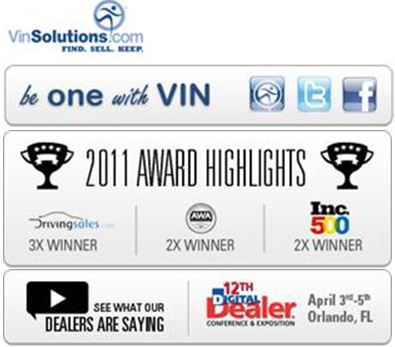 VinSolutions.com
FIND. SELL. KEEP.
be one with VIN
2011 AWARD HIGHLIGHTS
Drivingsales.com
3X WINNER
AWA
2X WINNER
Inc.
500
2X WINNER
SEE WHAT OUR
DEALERS ARE SAYING
12TH
DIGITAL
Dealer
CONFERENCE & EXPOSITION
April 3rd-5th
Orlando, FL